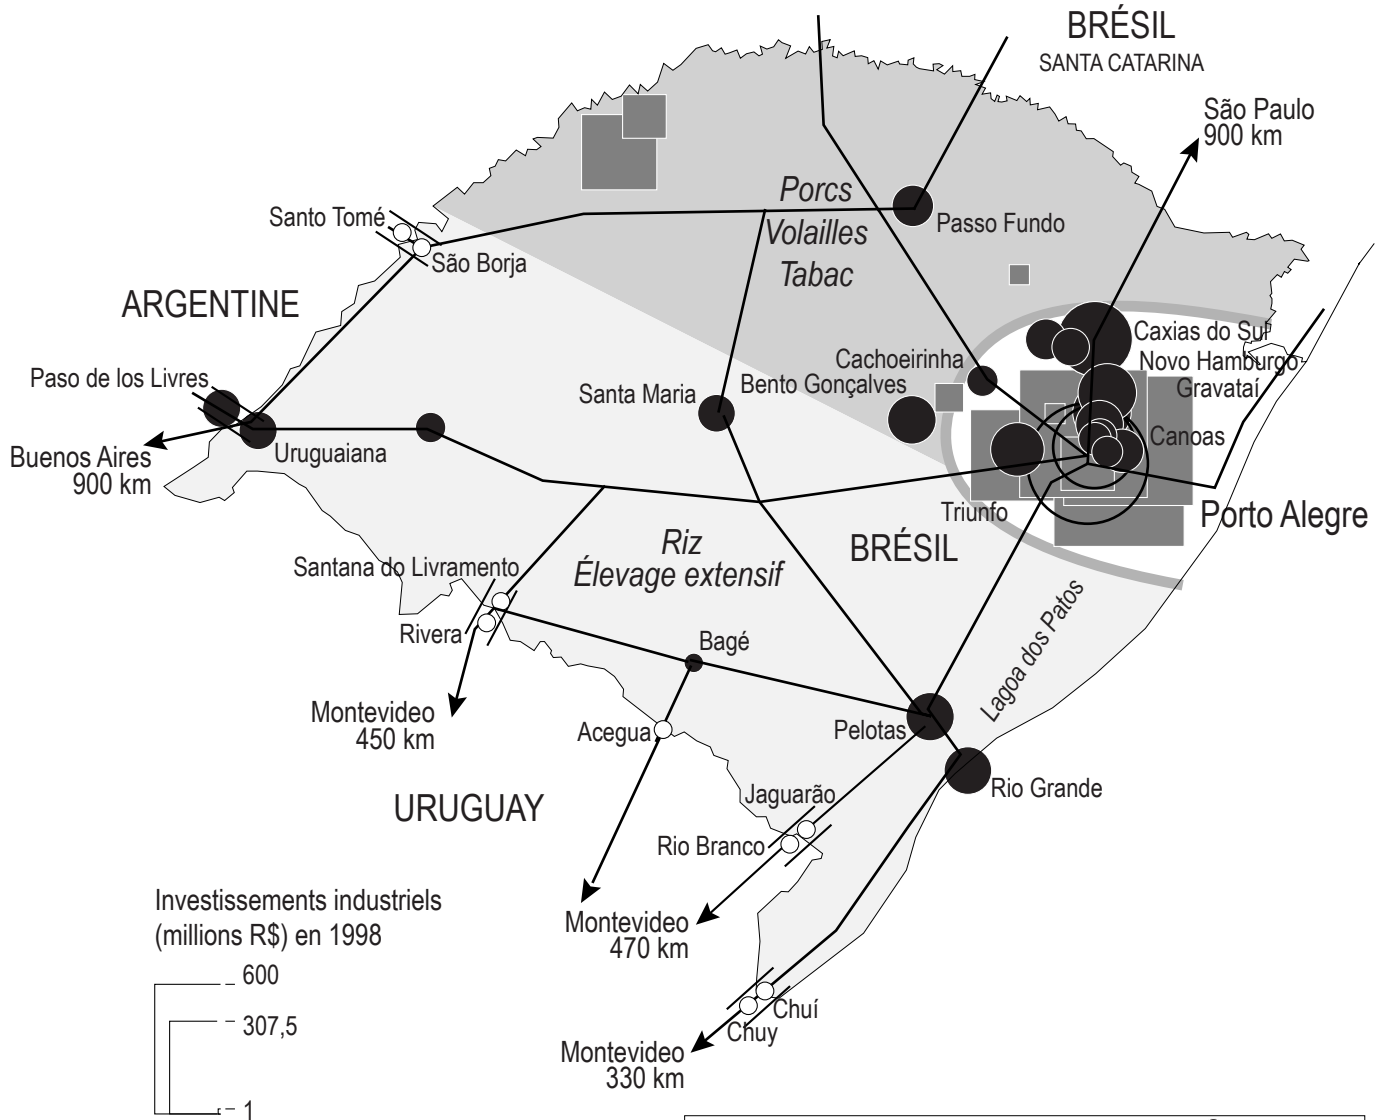 BRÉSIL
SANTA CATARINA
São Paulo
900 km
Porcs
Volailles
Tabac
Passo Fundo
Santo Tomé
São Borja
ARGENTINE
Caxias do Sul
Novo Hamburgo
Gravataí
Cachoeirinha
Bento Gonçalves
Santa Maria
Paso de los Livres
Uruguaiana
Buenos Aires
900 km
Canoas
Triunfo
Porto Alegre
Riz
Élevage extensif
BRÉSIL
Santana do Livramento
Rivera
Lagoa dos Patos
Bagé
Montevideo
450 km
Acegua
Pelotas
URUGUAY
Jaguarão
Rio Grande
Rio Branco
Investissements industriels
(millions R$) en 1998
600
307,5
1
Montevideo
470 km
Chuí
Chuy
Montevideo
330 km